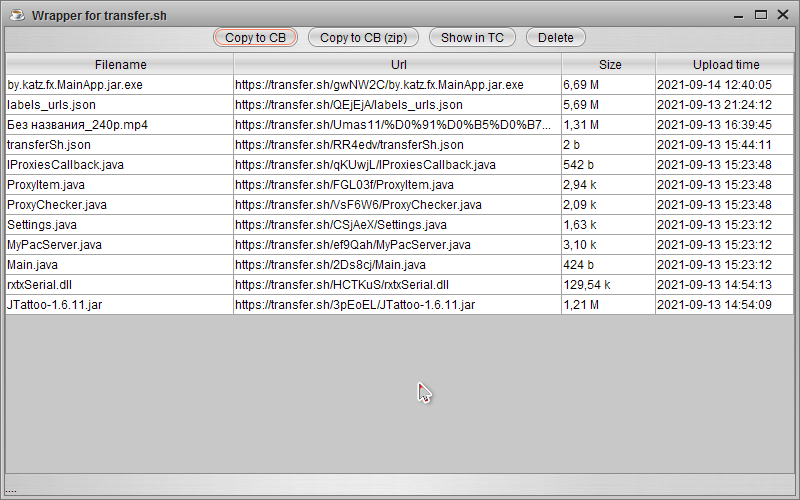 Wrapper for transfer.sh
Copy to CB Copy to CB (zip) Show in TC Delete
Filename Url Size Upload time
by.katz.fx.MainApp.jar.exe https://transfer.sh/gwNW2C/by.katz.fx.MainApp.jar.exe 6,69 M 2021-09-14 12:40:05
labels_urls.json https://transfer.sh/QEjEjA/labels_urls.json 5,69 M 2021-09-13 21:24:12
Без названия_240p.mp4 https://transfer.sh/Umas11/%D0%91%D0%B5%D0%B7... 1,31 M 2021-09-13 16:39:45
transferSh.json https://transfer.sh/RR4edv/transferSh.json 2 b 2021-09-13 15:44:11
IProxiesCallback.java https://transfer.sh/qKUwjL/IProxiesCallback.java 542 b 2021-09-13 15:23:48
ProxyItem.java https://transfer.sh/FGL03f/ProxyItem.java 2,94 k 2021-09-13 15:23:48
ProxyChecker.java https://transfer.sh/VsF6W6/ProxyChecker.java 2,09 k 2021-09-13 15:23:48
Settings.java https://transfer.sh/CSjAeX/Settings.java 1,63 k 2021-09-13 15:23:12
MyPacServer.java https://transfer.sh/ef9Qah/MyPacServer.java 3,10 k 2021-09-13 15:23:12
Main.java https://transfer.sh/2Ds8cj/Main.java 424 b 2021-09-13 15:23:12
rxtxSerial.dll https://transfer.sh/HCTKuS/rxtxSerial.dll 129,54 k 2021-09-13 14:54:13
JTattoo-1.6.11.jar https://transfer.sh/3pEoEL/JTattoo-1.6.11.jar 1,21 M 2021-09-13 14:54:09
....